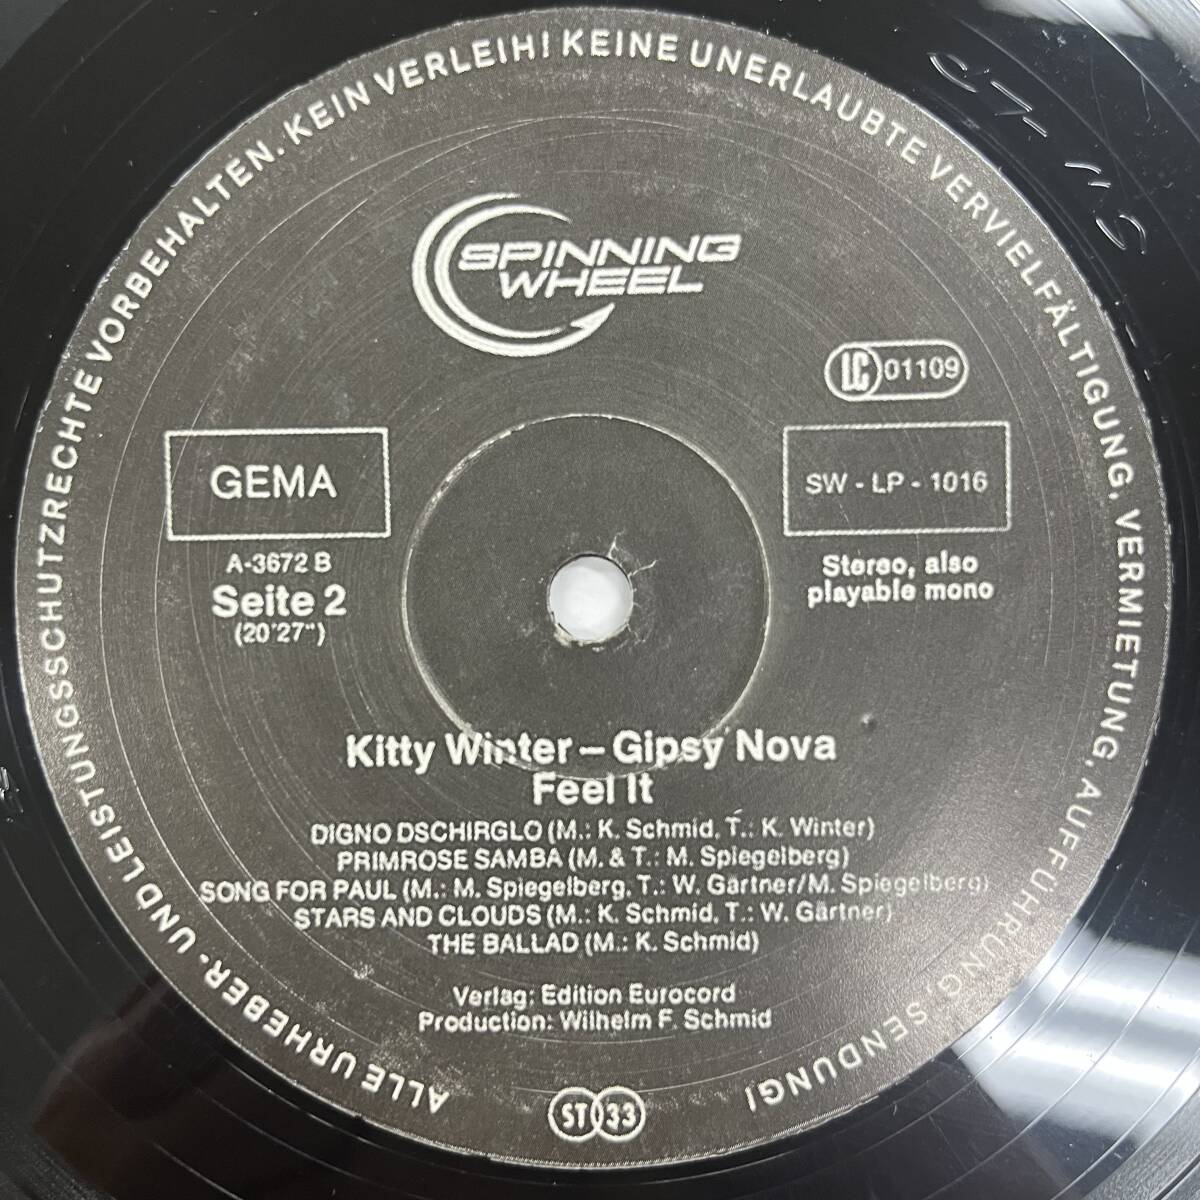 ALLE URHEBER- UND LEISTUNGSSCHUTZRECHTE VORBEHALTEN. KEIN VERLEIH! KEINE UNERLAUBTE VERVIELFÄLTIGUNG, VERMIETUNG, AUFFÜHRUNG, SENDUNG!
SPINNING
WHEEL
LC 01109
GEMA
SW - LP - 1016
A-3672 B
Seite 2
(20'27")
Stereo, also
playable mono
Kitty Winter – Gipsy Nova
Feel It
DIGNO DSCHIRGLO (M.: K. Schmid, T.: K. Winter)
PRIMROSE SAMBA (M. & T.: M. Spiegelberg)
SONG FOR PAUL (M.: M. Spiegelberg, T.: W. Gärtner/M. Spiegelberg)
STARS AND CLOUDS (M.: K. Schmid, T.: W. Gärtner)
THE BALLAD (M.: K. Schmid)
Verlag: Edition Eurocord
Production: Wilhelm F. Schmid
ST 33